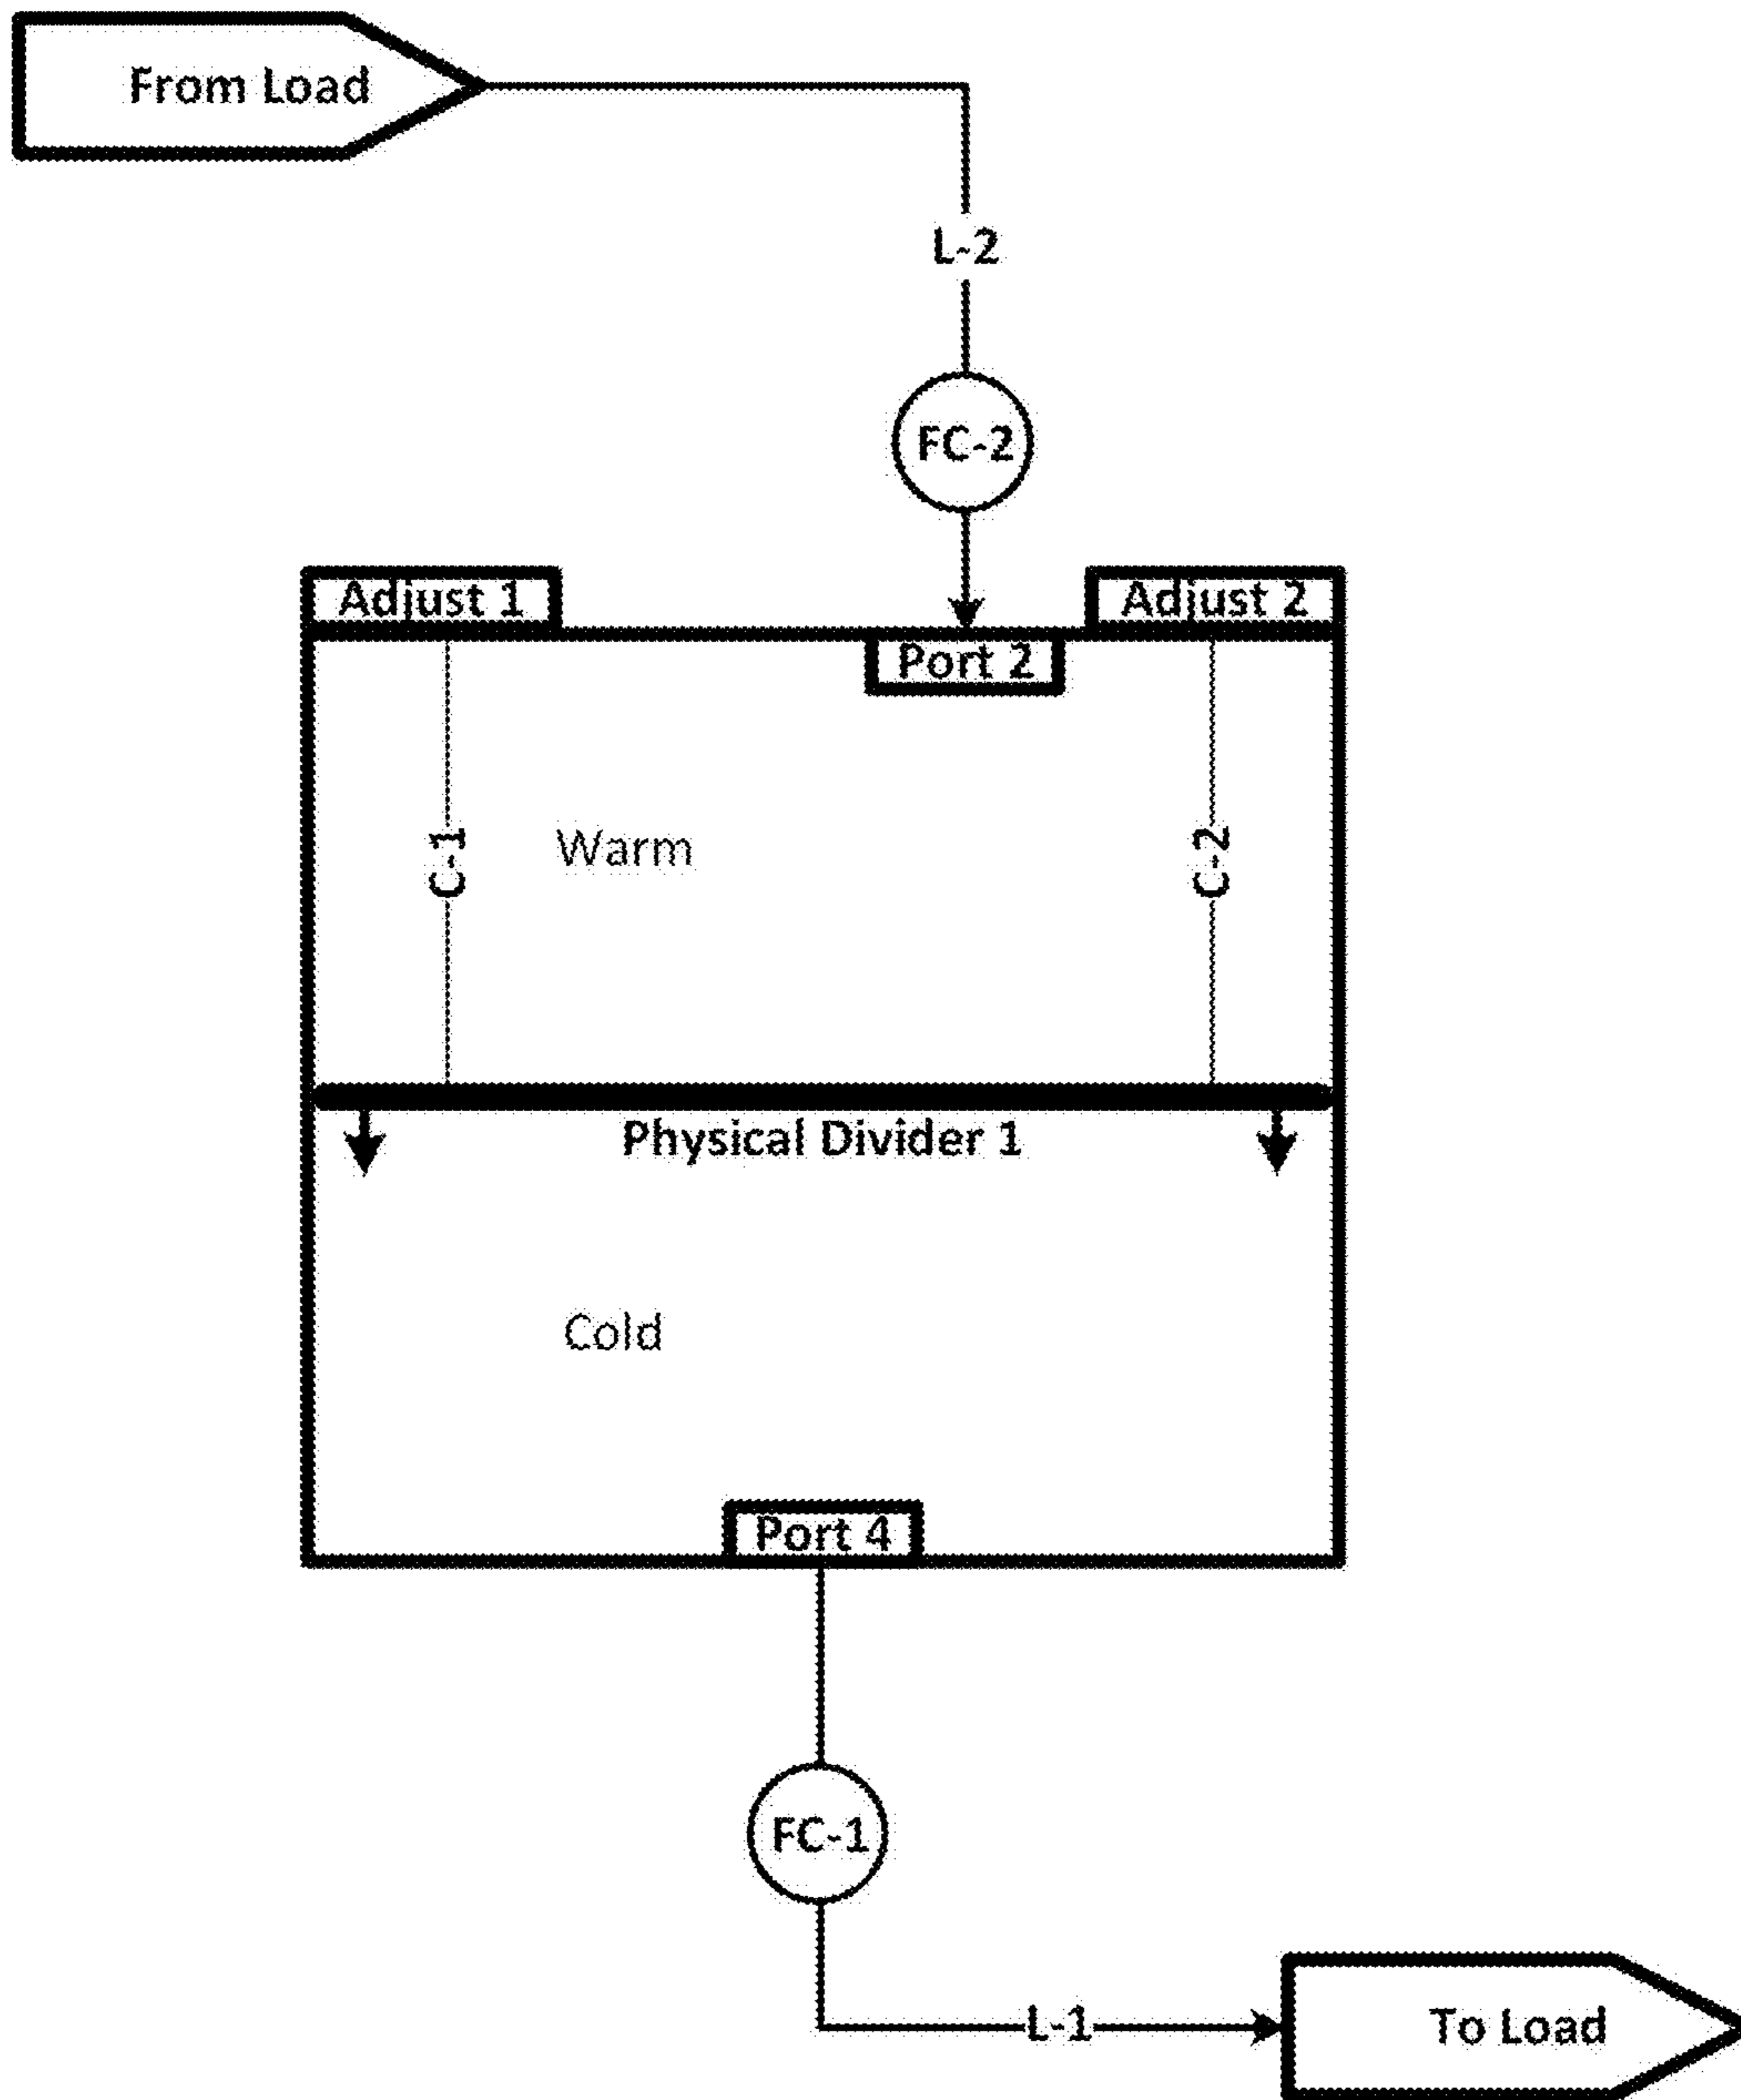 From Load
L-2
FC-2
Adjust 1
Adjust 2
Port 2
C-1
Warm
C-2
Physical Divider 1
Cold
Port 4
FC-1
L-1
To Load